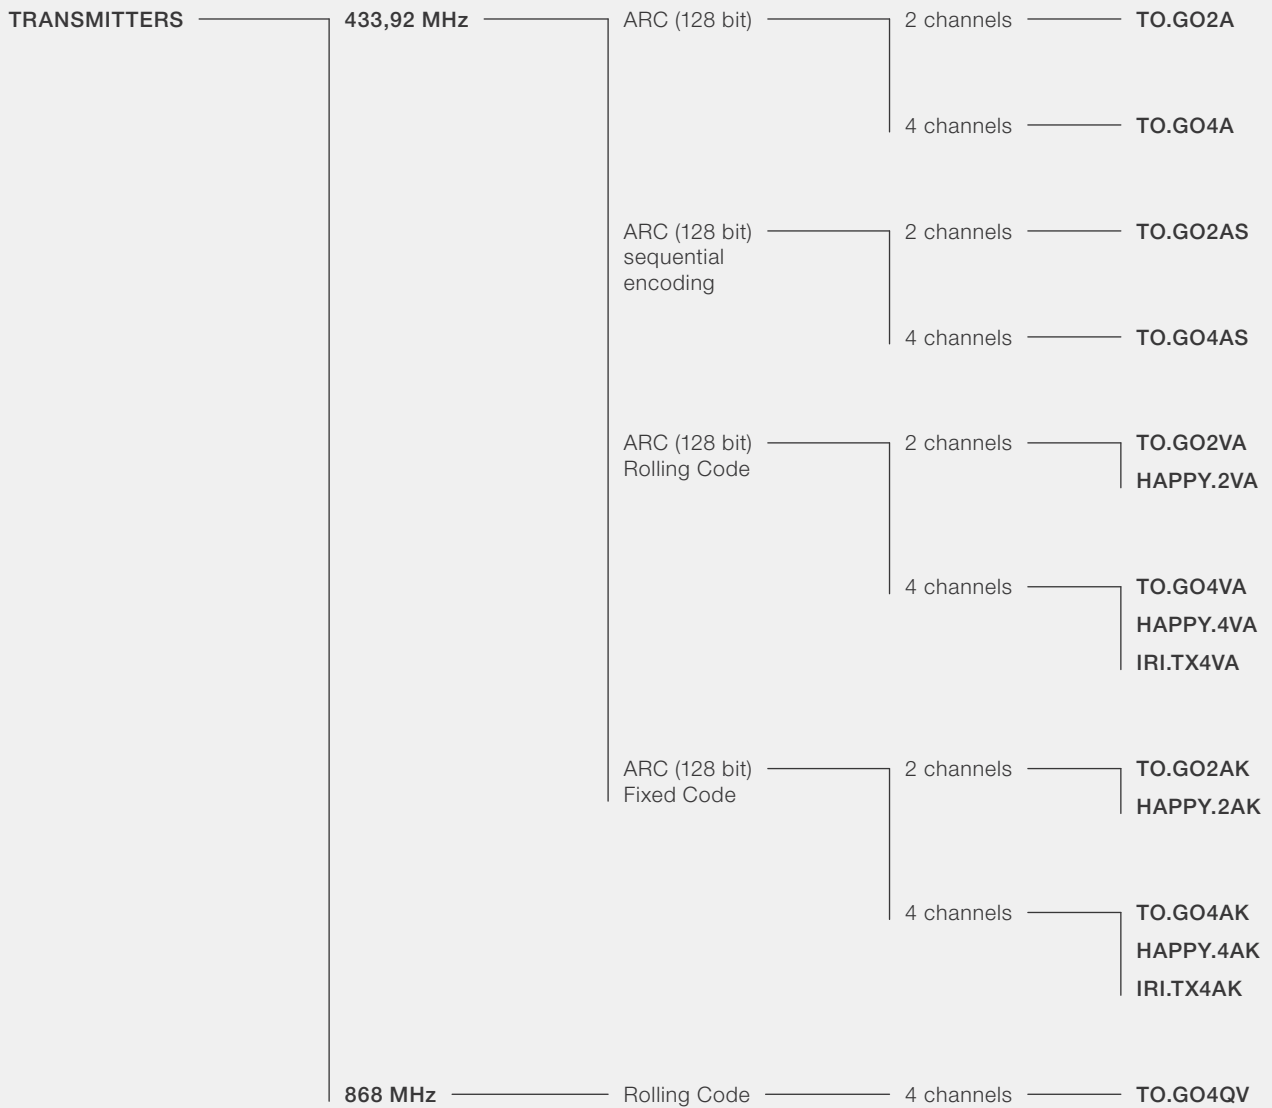 TRANSMITTERS 433,92 MHz ARC (128 bit) 2 channels TO.GO2A
4 channels TO.GO4A
ARC (128 bit) 2 channels TO.GO2AS
sequential
encoding
4 channels TO.GO4AS
ARC (128 bit) 2 channels TO.GO2VA
Rolling Code HAPPY.2VA
4 channels TO.GO4VA
HAPPY.4VA
IRI.TX4VA
ARC (128 bit) 2 channels TO.GO2AK
Fixed Code HAPPY.2AK
4 channels TO.GO4AK
HAPPY.4AK
IRI.TX4AK
868 MHz Rolling Code 4 channels TO.GO4QV